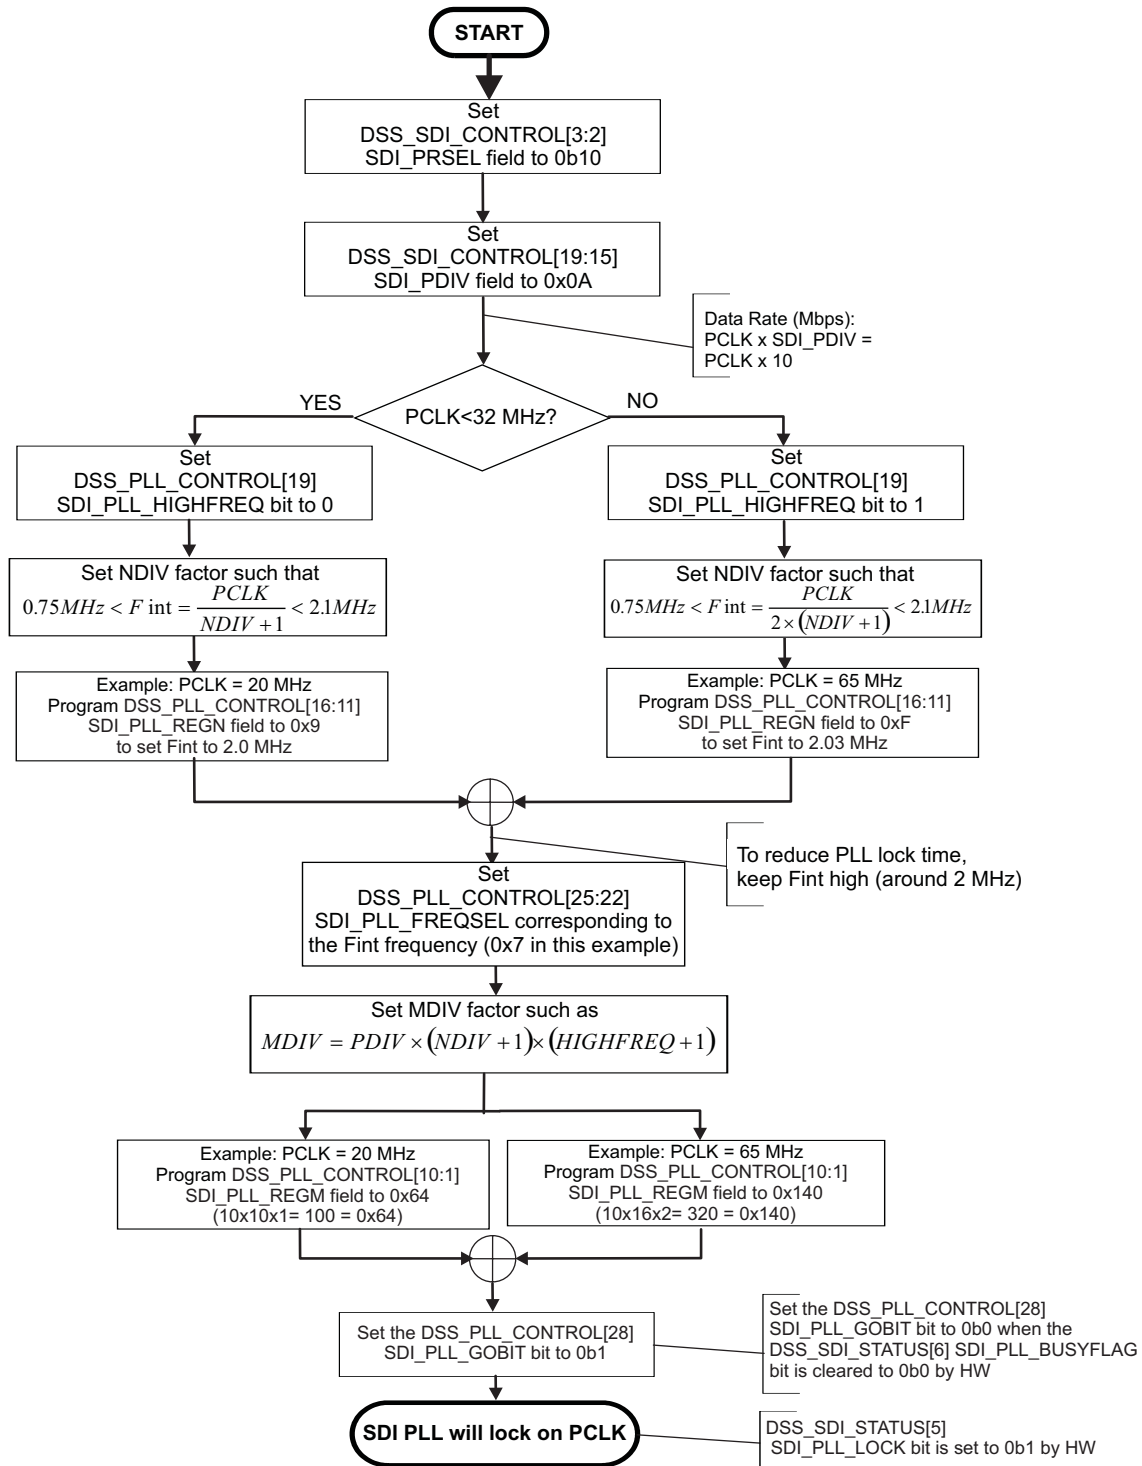 START
Set
DSS_SDI_CONTROL[3:2]
SDI_PRSEL field to 0b10
Set
DSS_SDI_CONTROL[19:15]
SDI_PDIV field to 0x0A
Data Rate (Mbps):
PCLK x SDI_PDIV =
PCLK x 10
PCLK<32 MHz?
YES
NO
Set
DSS_PLL_CONTROL[19]
SDI_PLL_HIGHFREQ bit to 0
Set
DSS_PLL_CONTROL[19]
SDI_PLL_HIGHFREQ bit to 1
Set NDIV factor such that
0.75MHz < F int = PCLK / NDIV + 1 < 2.1MHz
Set NDIV factor such that
0.75MHz < F int = PCLK / 2 × (NDIV + 1) < 2.1MHz
Example: PCLK = 20 MHz
Program DSS_PLL_CONTROL[16:11]
SDI_PLL_REGN field to 0x9
to set Fint to 2.0 MHz
Example: PCLK = 65 MHz
Program DSS_PLL_CONTROL[16:11]
SDI_PLL_REGN field to 0xF
to set Fint to 2.03 MHz
To reduce PLL lock time,
keep Fint high (around 2 MHz)
Set
DSS_PLL_CONTROL[25:22]
SDI_PLL_FREQSEL corresponding to
the Fint frequency (0x7 in this example)
Set MDIV factor such as
MDIV = PDIV × (NDIV + 1) × (HIGHFREQ + 1)
Example: PCLK = 20 MHz
Program DSS_PLL_CONTROL[10:1]
SDI_PLL_REGM field to 0x64
(10x10x1= 100 = 0x64)
Example: PCLK = 65 MHz
Program DSS_PLL_CONTROL[10:1]
SDI_PLL_REGM field to 0x140
(10x16x2= 320 = 0x140)
Set the DSS_PLL_CONTROL[28]
SDI_PLL_GOBIT bit to 0b1
Set the DSS_PLL_CONTROL[28]
SDI_PLL_GOBIT bit to 0b0 when the
DSS_SDI_STATUS[6] SDI_PLL_BUSYFLAG
bit is cleared to 0b0 by HW
SDI PLL will lock on PCLK
DSS_SDI_STATUS[5]
SDI_PLL_LOCK bit is set to 0b1 by HW